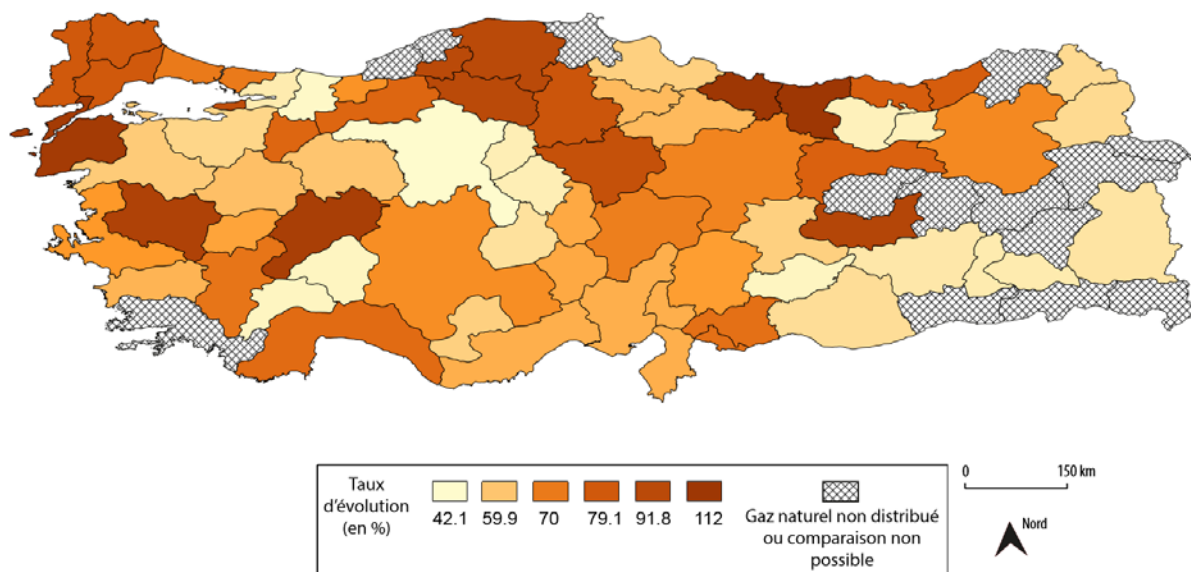 0 150 km
Taux
d'évolution
(en %)
42.1 59.9 70 79.1 91.8 112
Gaz naturel non distribué
ou comparaison non
possible
Nord